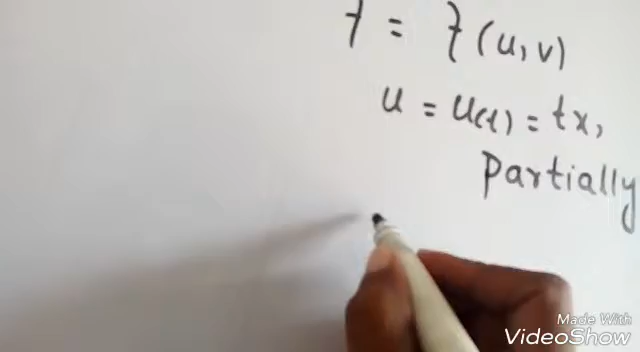 f = f(u, v)
u = u(t) = tx,
Partially
Made With
VideoShow